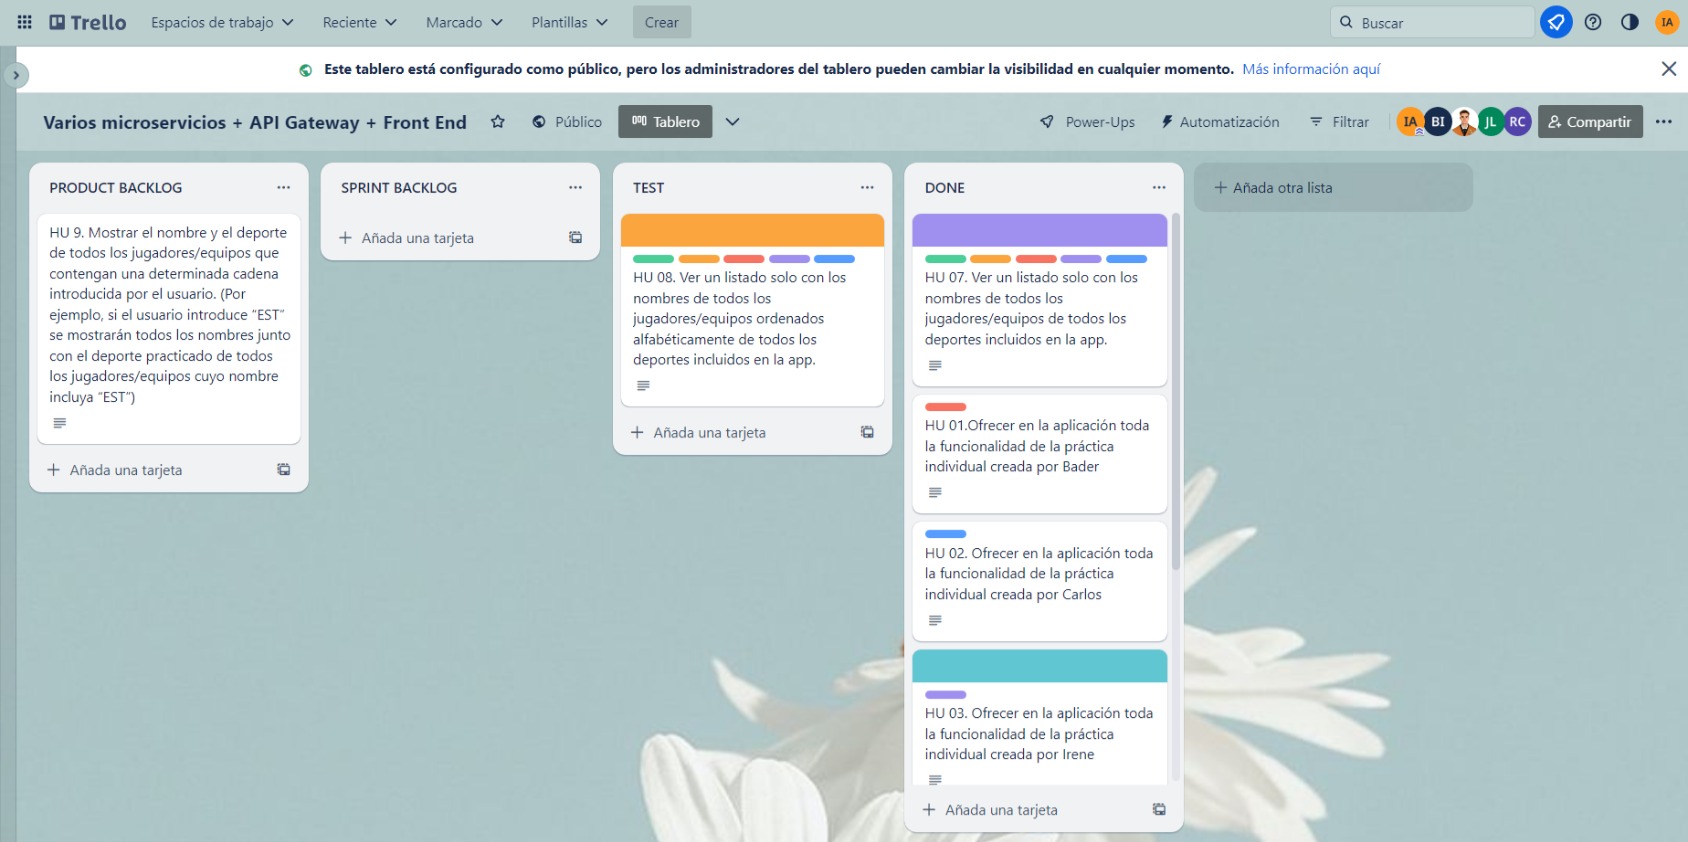 Trello
Espacios de trabajo
Reciente
Marcado
Plantillas
Crear
Buscar
IA
Este tablero está configurado como público, pero los administradores del tablero pueden cambiar la visibilidad en cualquier momento. Más información aquí
Varios microservicios + API Gateway + Front End
Público
Tablero
Power-Ups
Automatización
Filtrar
IA
BI
JL
RC
Compartir
PRODUCT BACKLOG
HU 9. Mostrar el nombre y el deporte
de todos los jugadores/equipos que
contengan una determinada cadena
introducida por el usuario. (Por
ejemplo, si el usuario introduce “EST”
se mostrarán todos los nombres junto
con el deporte practicado de todos
los jugadores/equipos cuyo nombre
incluya “EST”)
Añada una tarjeta
SPRINT BACKLOG
Añada una tarjeta
TEST
HU 08. Ver un listado solo con los
nombres de todos los
jugadores/equipos ordenados
alfabéticamente de todos los
deportes incluidos en la app.
Añada una tarjeta
DONE
HU 07. Ver un listado solo con los
nombres de todos los
jugadores/equipos de todos los
deportes incluidos en la app.
HU 01.Ofrecer en la aplicación toda
la funcionalidad de la práctica
individual creada por Bader
HU 02. Ofrecer en la aplicación toda
la funcionalidad de la práctica
individual creada por Carlos
HU 03. Ofrecer en la aplicación toda
la funcionalidad de la práctica
individual creada por Irene
Añada una tarjeta
Añada otra lista